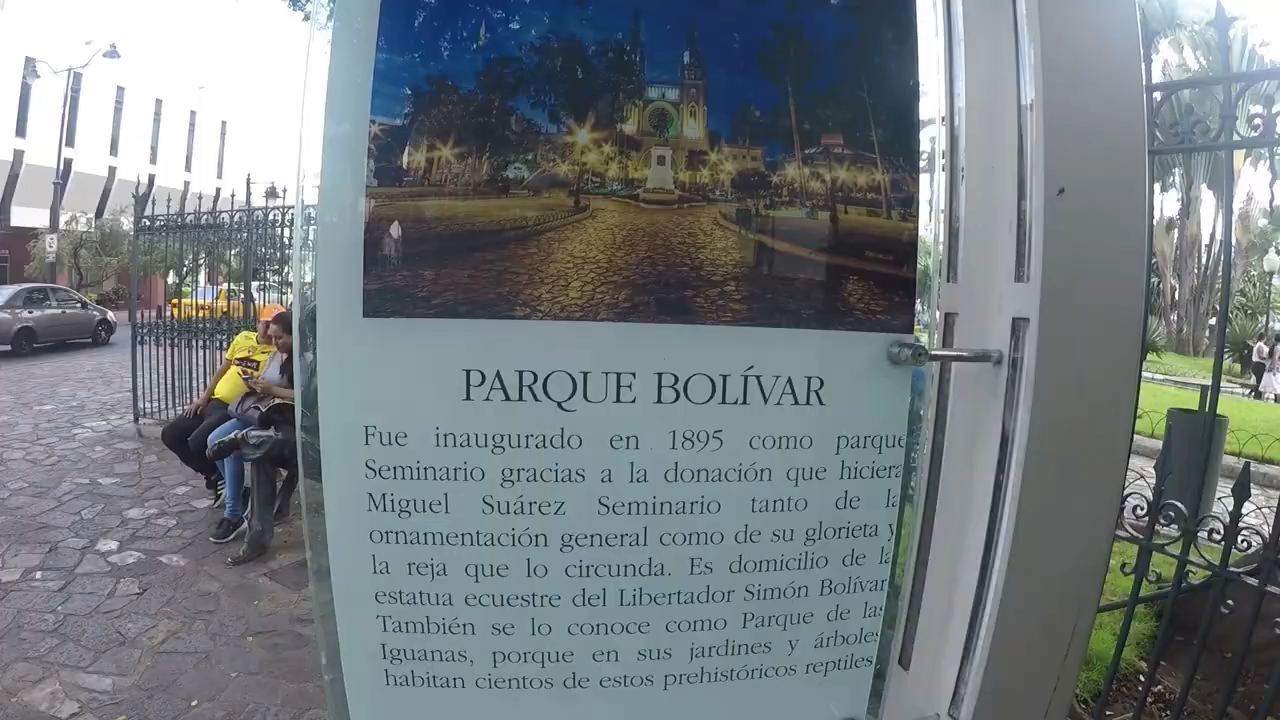 PARQUE BOLÍVAR
Fue inaugurado en 1895 como parque
Seminario gracias a la donación que hiciera
Miguel Suárez Seminario tanto de la
ornamentación general como de su glorieta y
la reja que lo circunda. Es domicilio de la
estatua ecuestre del Libertador Simón Bolívar
También se lo conoce como Parque de las
Iguanas, porque en sus jardines y árboles
habitan cientos de estos prehistóricos reptiles.